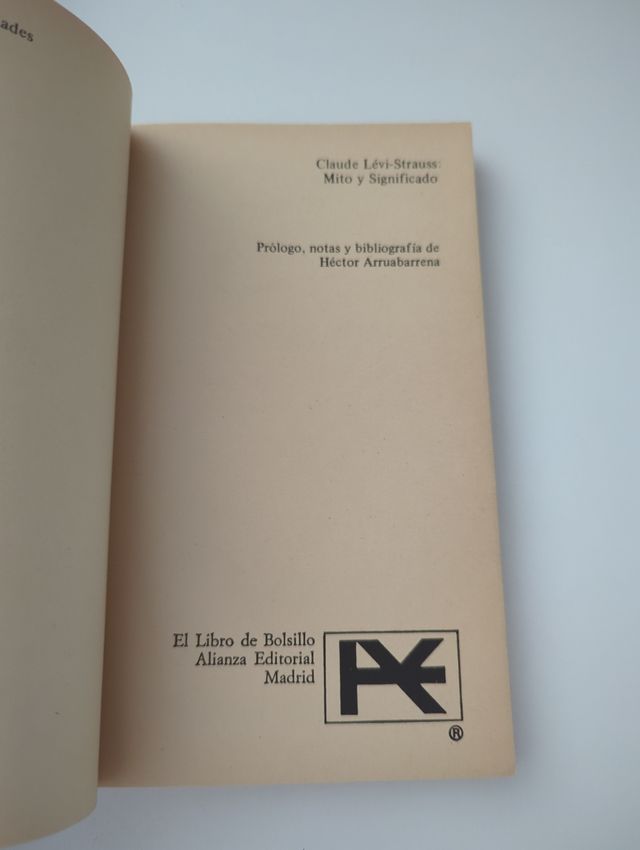 ades
Claude Lévi-Strauss:
Mito y Significado
Prólogo, notas y bibliografía de
Héctor Arruabarrena
El Libro de Bolsillo
Alianza Editorial
Madrid
®